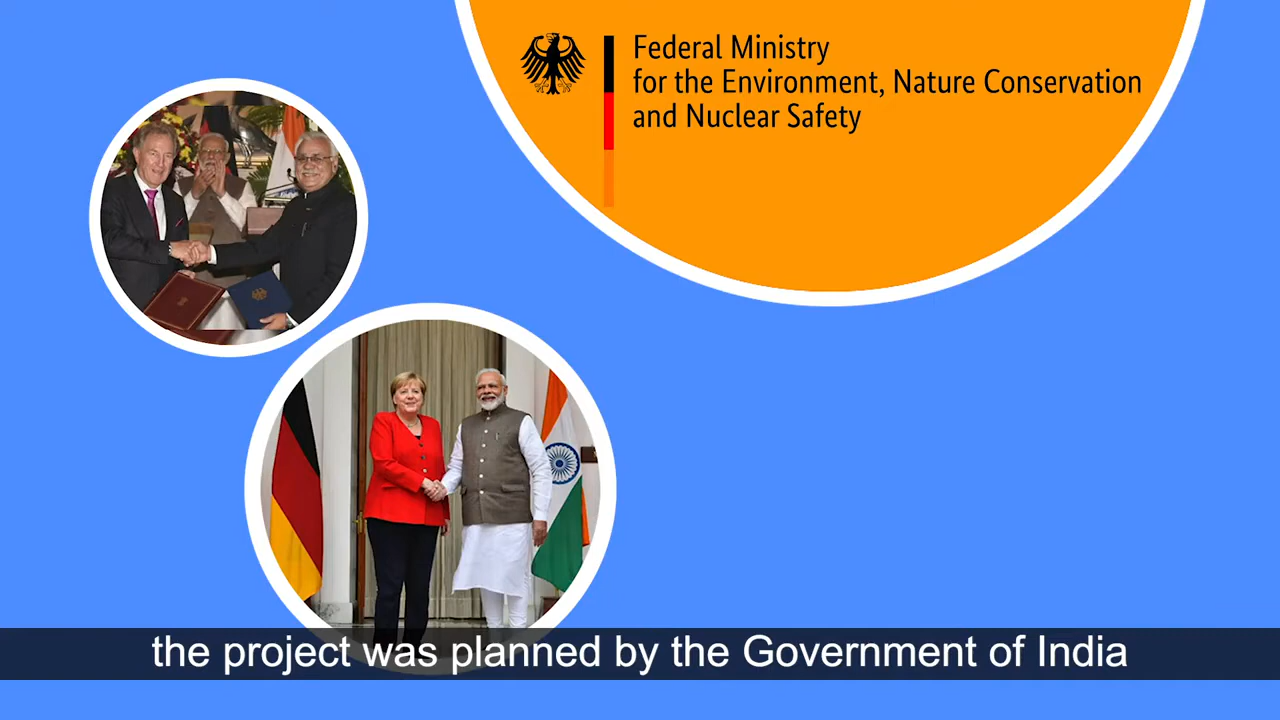 Federal Ministry
for the Environment, Nature Conservation
and Nuclear Safety
the project was planned by the Government of India